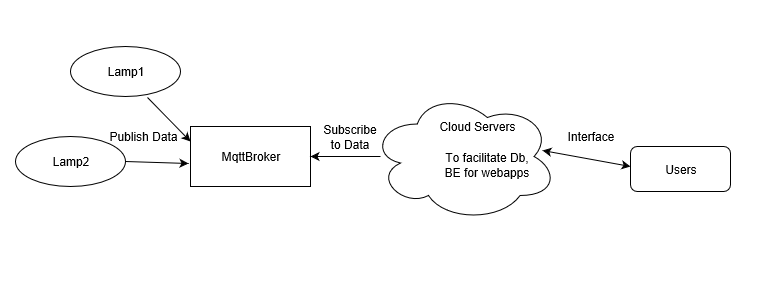 Lamp1
Publish Data
Lamp2
MqttBroker
Subscribe
to Data
Cloud Servers
To facilitate Db,
BE for webapps
Interface
Users